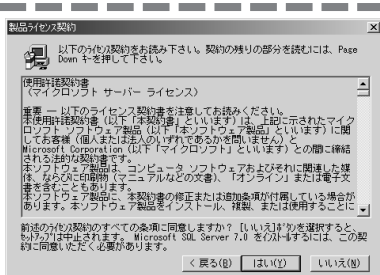 製品ライセンス契約
以下のライセンス契約をお読み下さい。契約の残りの部分を読むには、Page
Down キーを押して下さい。
使用許諾契約書
(マイクロソフト サーバー ライセンス)
重要 — 以下のライセンス契約書を注意してお読みください。
本使用許諾契約書(以下「本契約書」といいます)は、上記に示されたマイク
ロソフト ソフトウェア製品(以下「本ソフトウェア製品」といいます)に関
してお客様(個人または法人のいずれであるかを問いません)と
Microsoft Corporation(以下「マイクロソフト」といいます)との間に締結
される法的な契約書です。
本ソフトウェア製品は、コンピュータ ソフトウェアおよびそれに関連した媒
体、ならびに印刷物(マニュアルなどの文書)、「オンライン」または電子文
書を含むこともあります。
本ソフトウェア製品に、本契約書の修正または追加条項が付属している場合が
あります。本ソフトウェア製品をインストール、複製、または使用することに
前述のライセンス契約のすべての条項に同意しますか? [いいえ]ボタンを選択すると、
セットアップは中止されます。 Microsoft SQL Server 7.0 をインストールするには、この契
約に同意いただく必要があります。
< 戻る(B) はい(Y) いいえ(N)